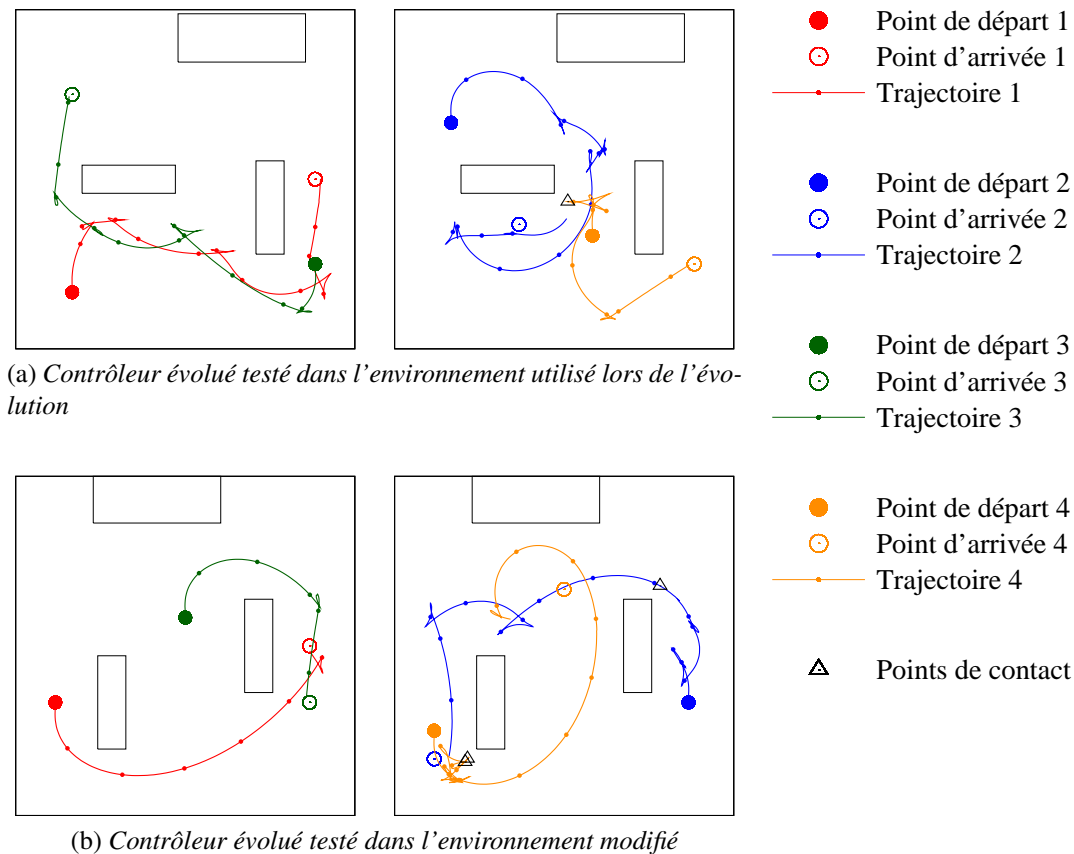 Point de départ 1
Point d'arrivée 1
Trajectoire 1
Point de départ 2
Point d'arrivée 2
Trajectoire 2
Point de départ 3
Point d'arrivée 3
Trajectoire 3
Point de départ 4
Point d'arrivée 4
Trajectoire 4
Points de contact
(a) Contrôleur évolué testé dans l'environnement utilisé lors de l'évo-
lution
(b) Contrôleur évolué testé dans l'environnement modifié